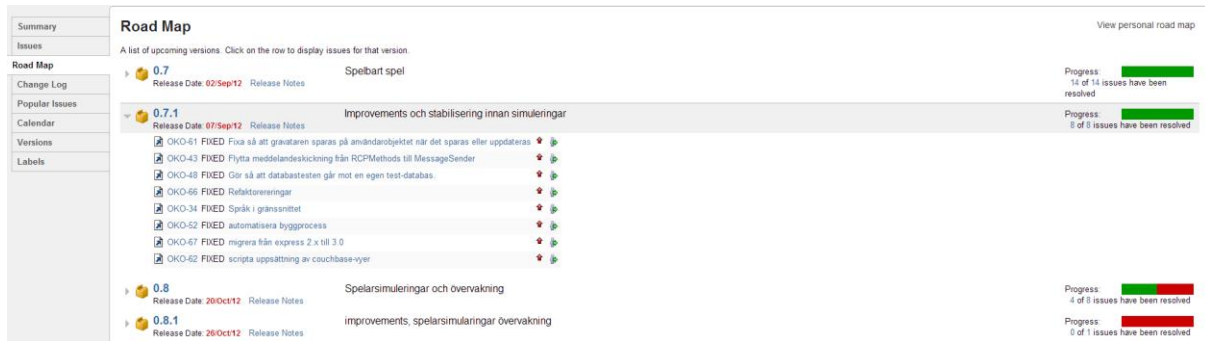 Summary
Issues
Road Map
Change Log
Popular Issues
Calendar
Versions
Labels
Road Map
View personal road map
A list of upcoming versions. Click on the row to display issues for that version.
0.7
Spelbart spel
Release Date: 02/Sep/12 Release Notes
Progress:
14 of 14 issues have been
resolved
0.7.1
Improvements och stabilisering innan simuleringar
Release Date: 07/Sep/12 Release Notes
Progress:
8 of 8 issues have been resolved
OKO-61 FIXED Fixa så att gravataren sparas på användarobjektet när det sparas eller uppdateras
OKO-43 FIXED Flytta meddelandeskickning från RCPMethods till MessageSender
OKO-48 FIXED Gör så att databastesten går mot en egen test-databas.
OKO-66 FIXED Refaktorereringar
OKO-34 FIXED Språk i gränssnittet
OKO-52 FIXED automatisera byggprocess
OKO-67 FIXED migrera från express 2.x till 3.0
OKO-62 FIXED scripta uppsättning av couchbase-vyer
0.8
Spelarsimuleringar och övervakning
Release Date: 20/Oct/12 Release Notes
Progress:
4 of 8 issues have been resolved
0.8.1
improvements, spelarsimularingar övervakning
Release Date: 26/Oct/12 Release Notes
Progress:
0 of 1 issues have been resolved